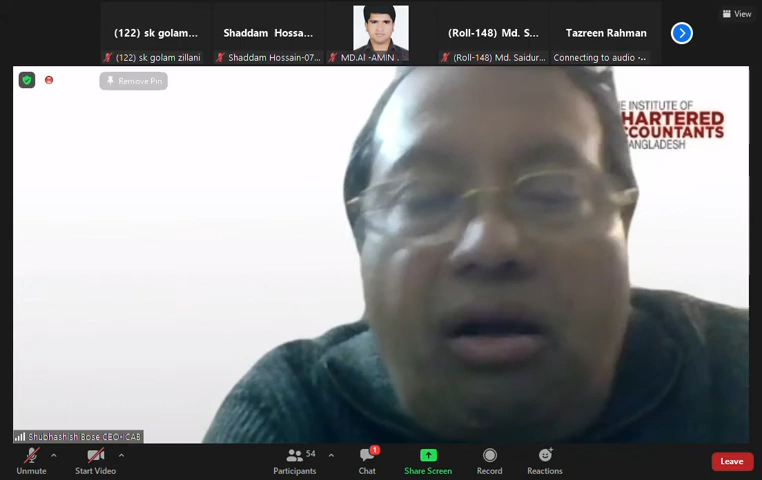 View
(122) sk golam...
Shaddam Hossa...
(Roll-148) Md. S...
Tazreen Rahman
(122) sk golam zillani
Shaddam Hossain-07...
MD.Al -AMIN .
(Roll-148) Md. Saidur...
Connecting to audio ·..
Remove Pin
E INSTITUTE OF
HARTERED
CCOUNTANTS
ANGLADESH
Shubhashish Bose CEO-ICAB
Unmute
Start Video
54
Participants
1
Chat
Share Screen
Record
Reactions
Leave